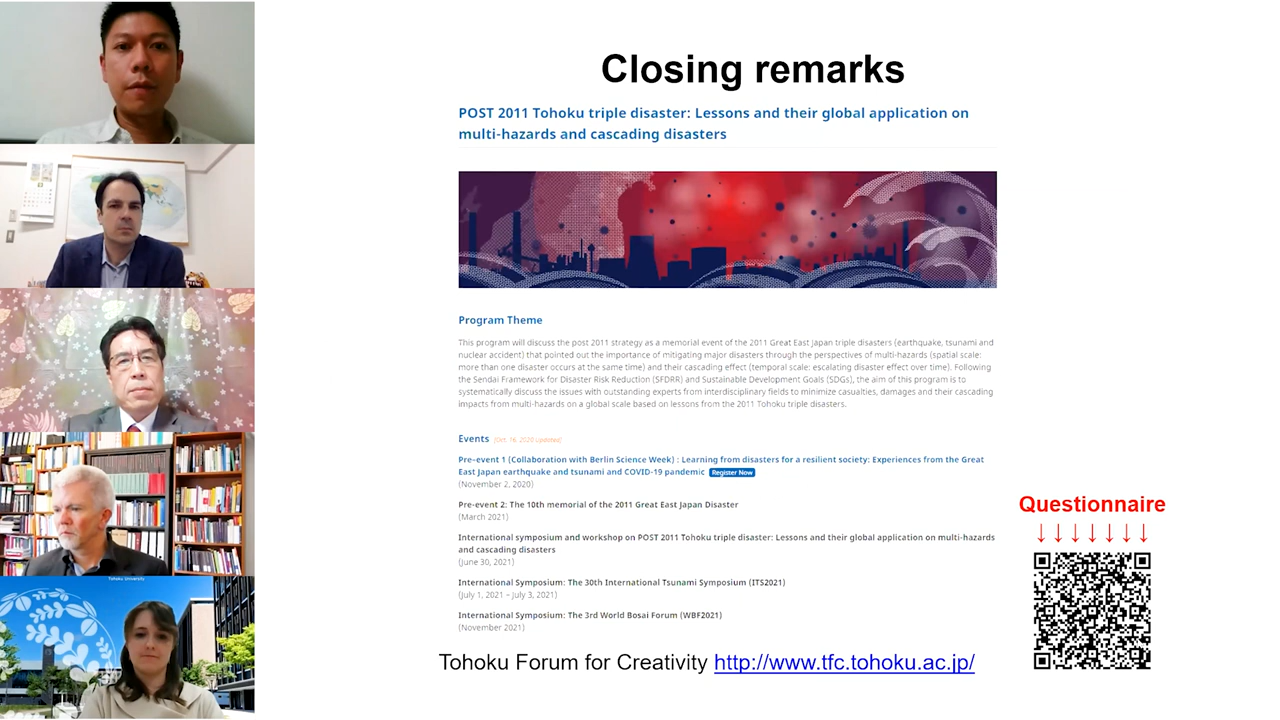 Closing remarks
POST 2011 Tohoku triple disaster: Lessons and their global application on
multi-hazards and cascading disasters
Program Theme
This program will discuss the post 2011 strategy as a memorial event of the 2011 Great East Japan triple disasters (earthquake, tsunami and
nuclear accident) that pointed out the importance of mitigating major disasters through the perspectives of multi-hazards (spatial scale:
more than one disaster occurs at the same time) and their cascading effect (temporal scale: escalating disaster effect over time). Following
the Sendai Framework for Disaster Risk Reduction (SFDRR) and Sustainable Development Goals (SDGs), the aim of this program is to
systematically discuss the issues with outstanding experts from interdisciplinary fields to minimize casualties, damages and their cascading
impacts from multi-hazards on a global scale based on lessons from the 2011 Tohoku triple disasters.
Events [Oct. 16, 2020 Updated]
Pre-event 1 (Collaboration with Berlin Science Week) : Learning from disasters for a resilient society: Experiences from the Great
East Japan earthquake and tsunami and COVID-19 pandemic Register Now
(November 2, 2020)
Pre-event 2: The 10th memorial of the 2011 Great East Japan Disaster
(March 2021)
International symposium and workshop on POST 2011 Tohoku triple disaster: Lessons and their global application on multi-hazards
and cascading disasters
(June 30, 2021)
International Symposium: The 30th International Tsunami Symposium (ITS2021)
(July 1, 2021 – July 3, 2021)
International Symposium: The 3rd World Bosai Forum (WBF2021)
(November 2021)
Tohoku Forum for Creativity http://www.tfc.tohoku.ac.jp/
Questionnaire
↓↓↓↓↓↓↓
Tohoku University